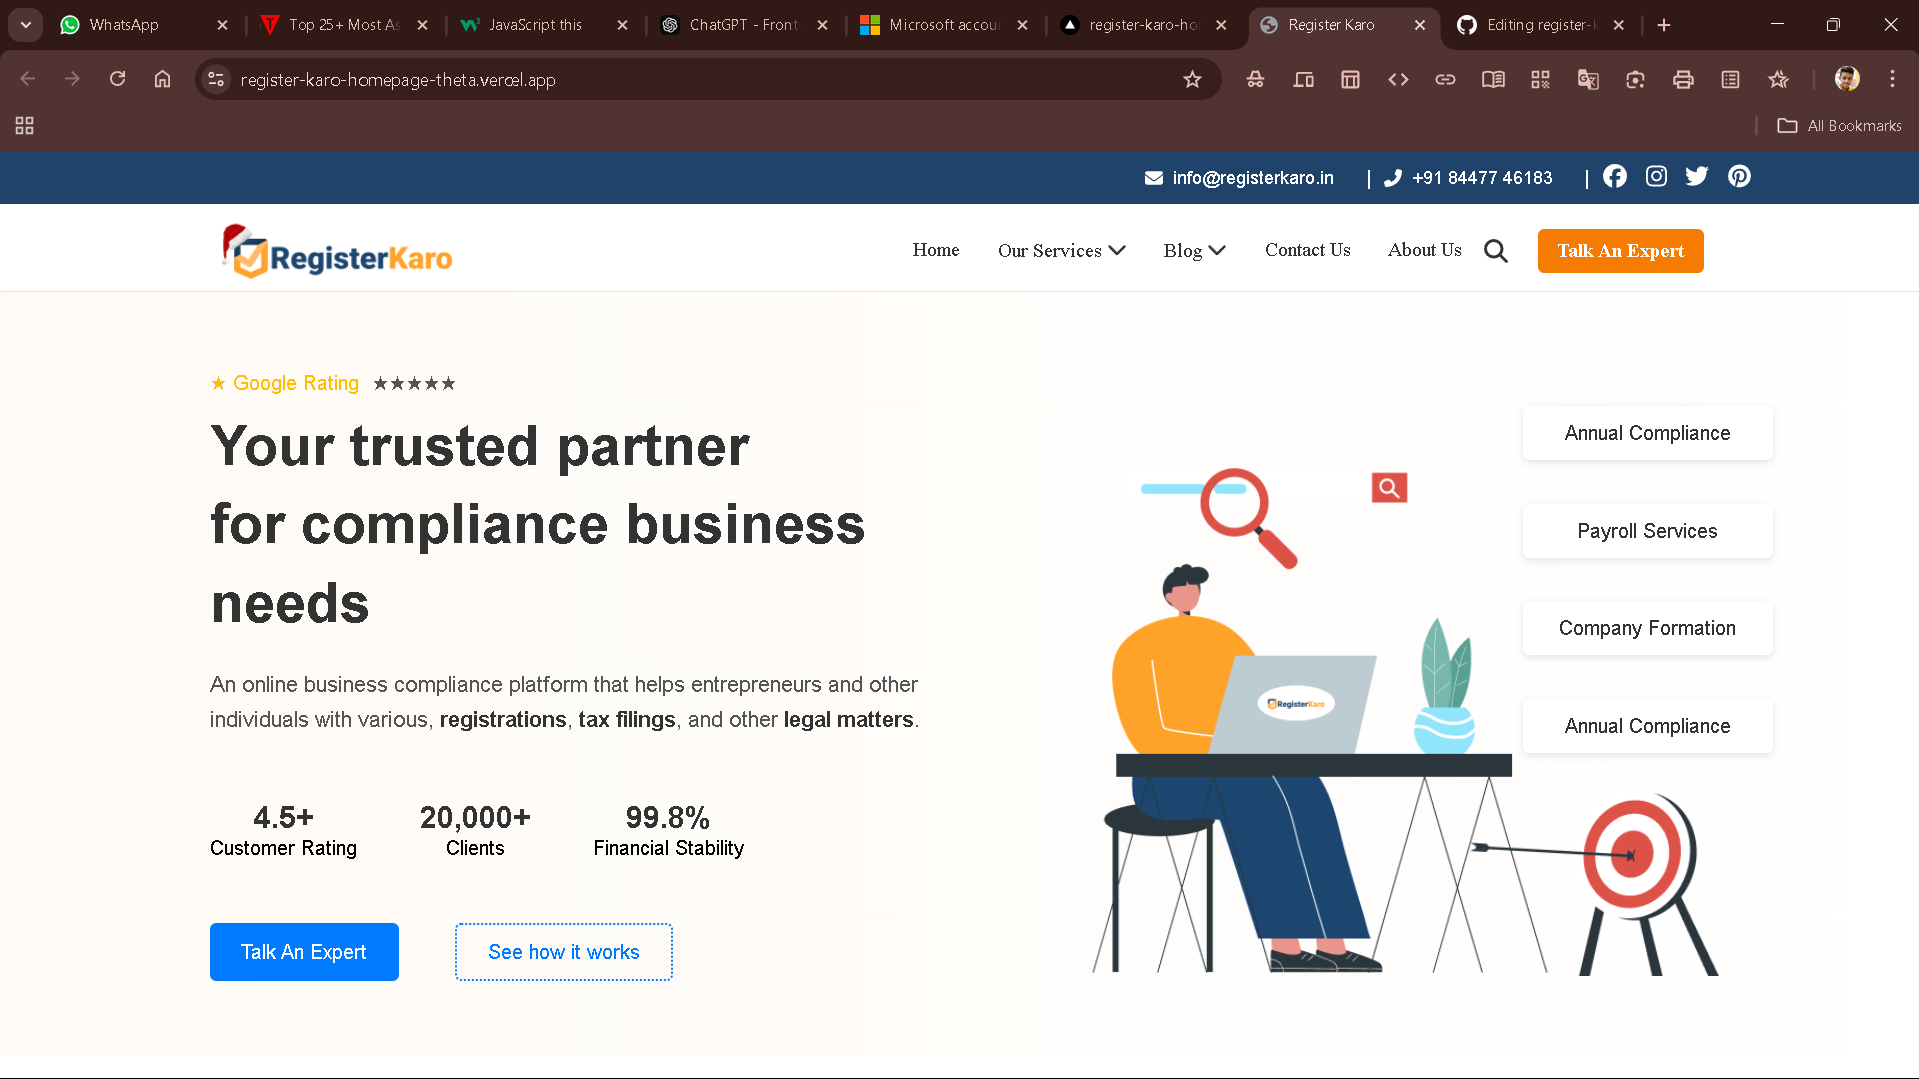 WhatsApp
Top 25+ Most As
JavaScript this
ChatGPT - Front
Microsoft accou
register-karo-ho
Register Karo
Editing register-k
register-karo-homepage-theta.vercel.app
All Bookmarks
info@registerkaro.in | +91 84477 46183 |
RegisterKaro
Home Our Services Blog Contact Us About Us Talk An Expert
★ Google Rating ★★★★★
Your trusted partner
for compliance business
needs
An online business compliance platform that helps entrepreneurs and other
individuals with various, registrations, tax filings, and other legal matters.
4.5+ 20,000+ 99.8%
Customer Rating Clients Financial Stability
Talk An Expert See how it works
Annual Compliance
Payroll Services
Company Formation
Annual Compliance
RegisterKaro